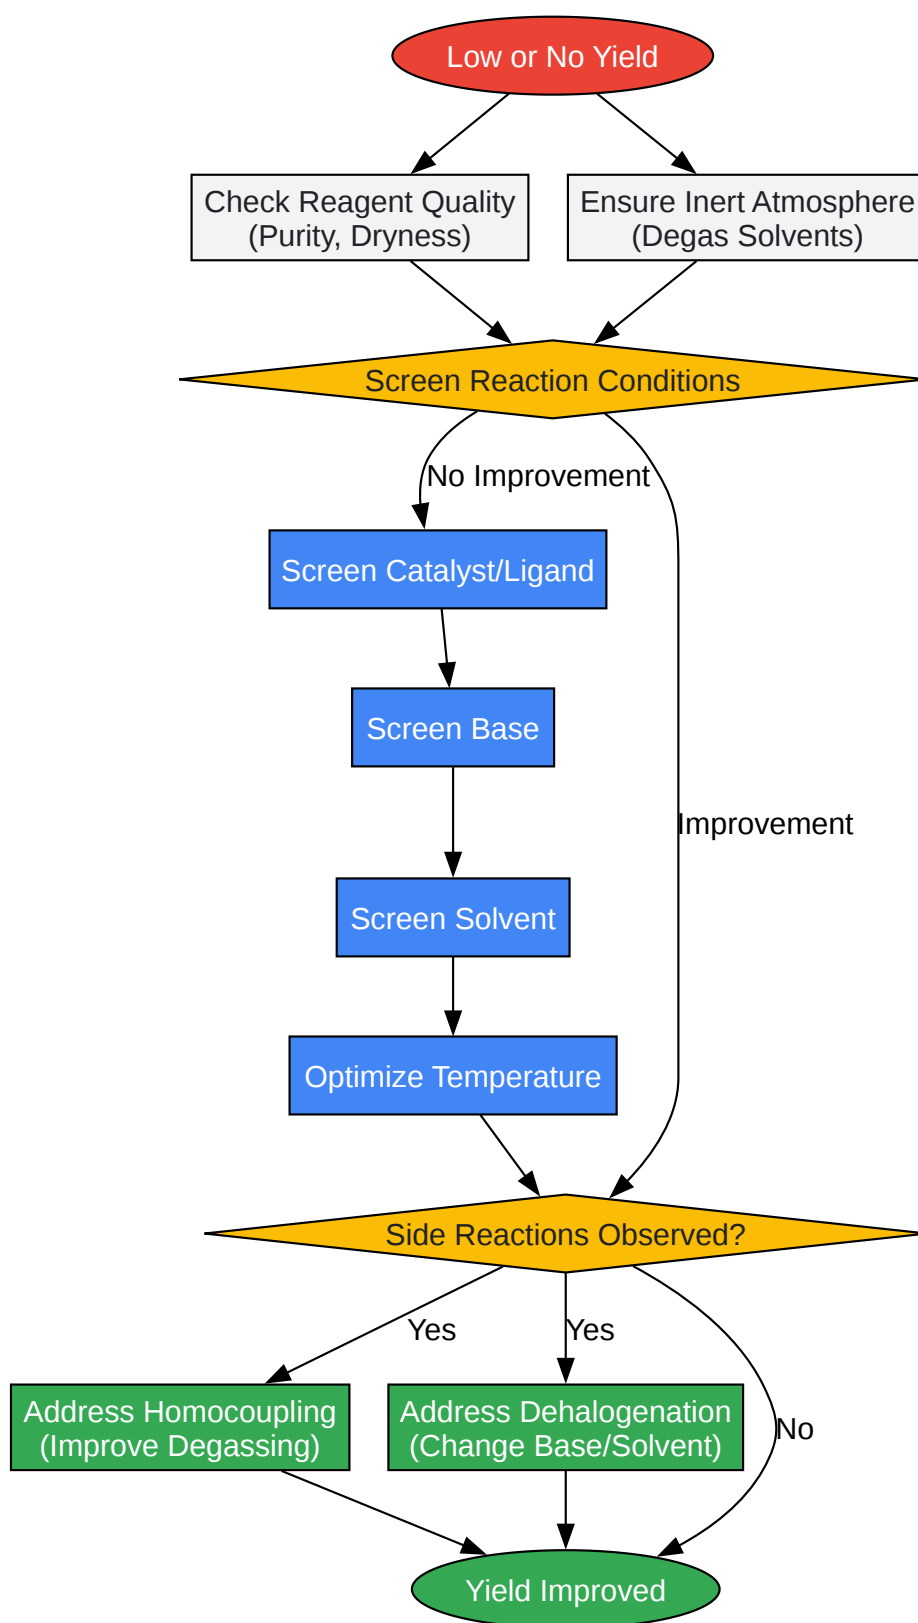 Low or No Yield
Check Reagent Quality
(Purity, Dryness)
Ensure Inert Atmosphere
(Degas Solvents)
Screen Reaction Conditions
No Improvement
Screen Catalyst/Ligand
Screen Base
Improvement
Screen Solvent
Optimize Temperature
Side Reactions Observed?
Yes
Yes
Address Homocoupling
(Improve Degassing)
Address Dehalogenation
(Change Base/Solvent)
No
Yield Improved